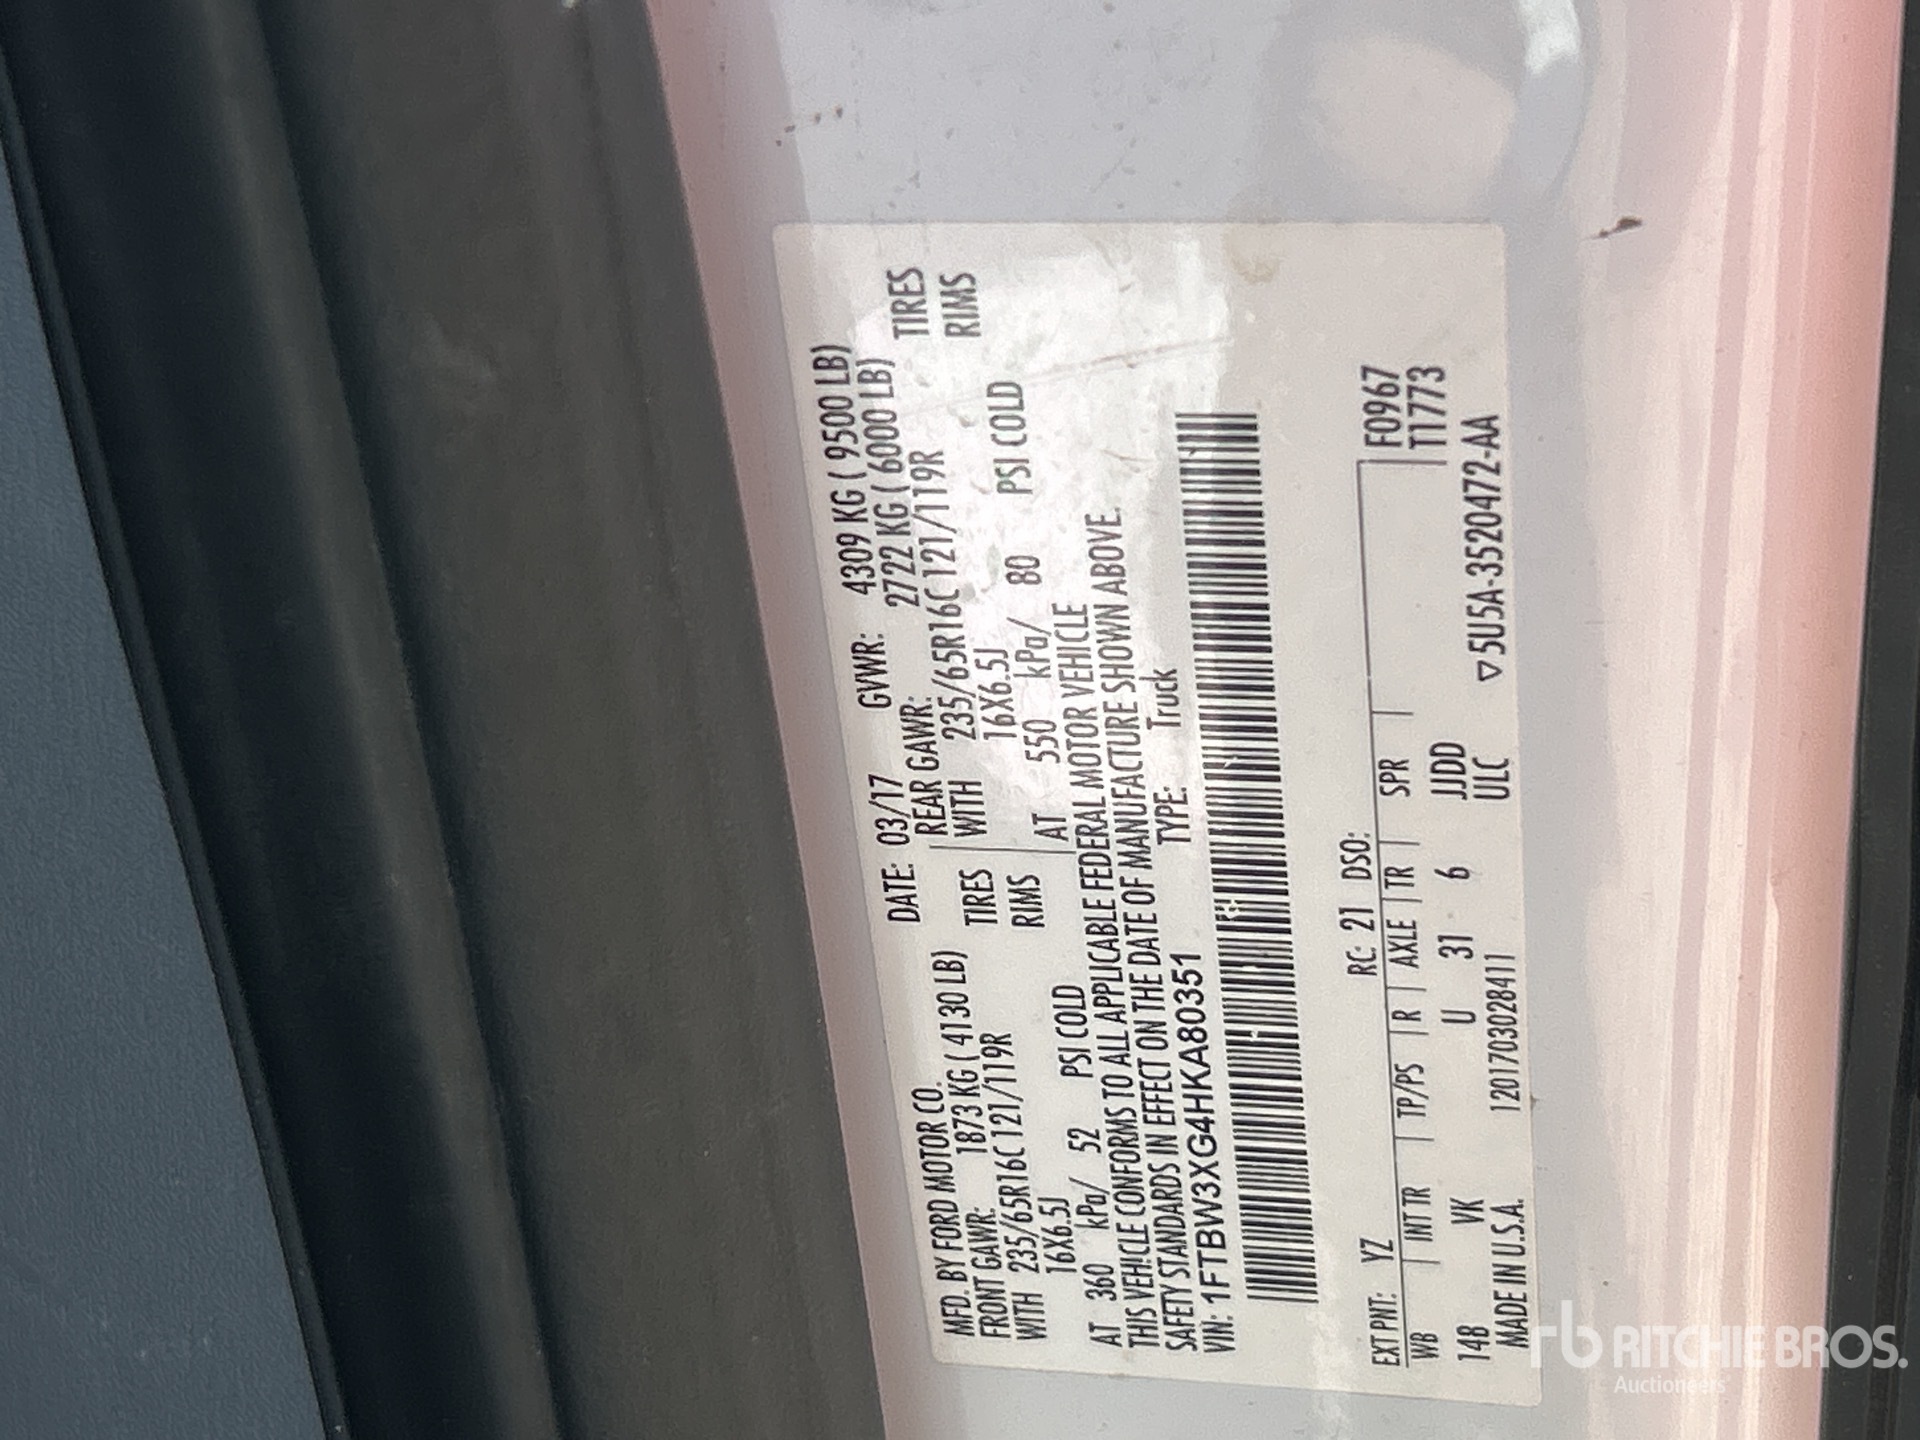 MFD. BY FORD MOTOR CO.
DATE: 03/17 GVWR: 4309 KG ( 9500 LB)
FRONT GAWR: 1873 KG ( 4130 LB) REAR GAWR: 2722 KG ( 6000 LB)
WITH 235/65R16C 121/119R TIRES WITH 235/65R16C 121/119R TIRES
16X6.5J RIMS 16X6.5J RIMS
AT 360 kPa/ 52 PSI COLD AT 550 kPa/ 80 PSI COLD
THIS VEHICLE CONFORMS TO ALL APPLICABLE FEDERAL MOTOR VEHICLE
SAFETY STANDARDS IN EFFECT ON THE DATE OF MANUFACTURE SHOWN ABOVE.
VIN: 1FTBW3XG4HKA80351 TYPE: Truck
EXT PNT: YZ RC: 21 DSO:
WB | INT TR | TP/PS | R | AXLE | TR | SPR | F0967
148 VK U 31 6 JJDD T1773
MADE IN U.S.A. 12017030284​11 ULC ▽5U5A-3520472-AA
rb RITCHIE BROS.
Auctioneers